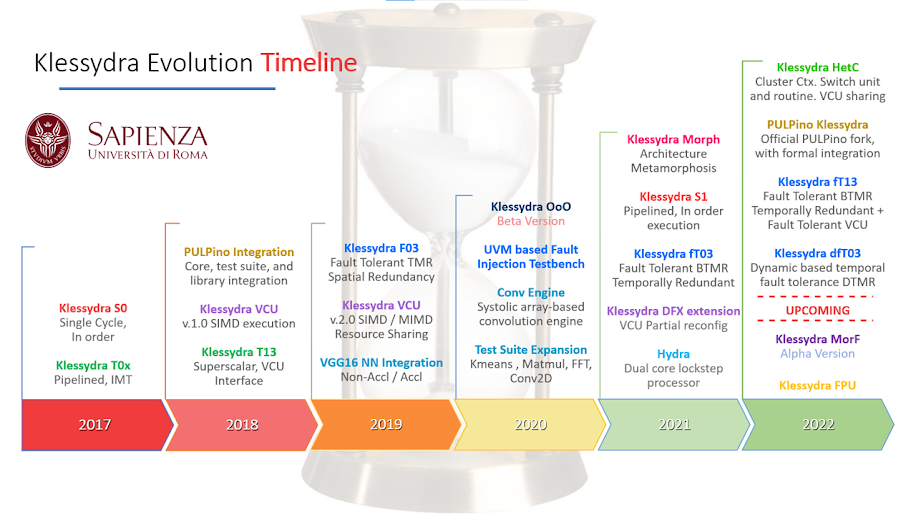 Klessydra Evolution Timeline
SAPIENZA
UNIVERSITÀ DI ROMA
STUDIUM URBIS
Klessydra S0
Single Cycle,
In order
Klessydra T0x
Pipelined, IMT
2017
PULPino Integration
Core, test suite, and
library integration
Klessydra VCU
v.1.0 SIMD execution
Klessydra T13
Superscalar, VCU
Interface
2018
Klessydra F03
Fault Tolerant TMR
Spatial Redundancy
Klessydra VCU
v.2.0 SIMD / MIMD
Resource Sharing
VGG16 NN Integration
Non-Accl / Accl
2019
Klessydra OoO
Beta Version
UVM based Fault
Injection Testbench
Conv Engine
Systolic array-based
convolution engine
Test Suite Expansion
Kmeans , Matmul, FFT,
Conv2D
2020
Klessydra Morph
Architecture
Metamorphosis
Klessydra S1
Pipelined, In order
execution
Klessydra fT03
Fault Tolerant BTMR
Temporally Redundant
Klessydra DFX extension
VCU Partial reconfig
Hydra
Dual core lockstep
processor
2021
Klessydra HetC
Cluster Ctx. Switch unit
and routine. VCU sharing
PULPino Klessydra
Official PULPino fork,
with formal integration
Klessydra fT13
Fault Tolerant BTMR
Temporally Redundant +
Fault Tolerant VCU
Klessydra dfT03
Dynamic based temporal
fault tolerance DTMR
UPCOMING
Klessydra MorF
Alpha Version
Klessydra FPU
2022